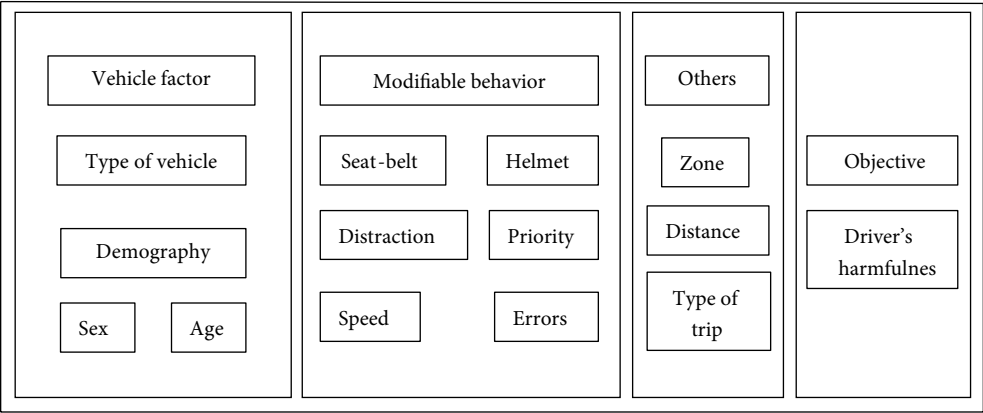 Vehicle factor
Type of vehicle
Demography
Sex
Age
Modifiable behavior
Seat-belt
Helmet
Distraction
Priority
Speed
Errors
Others
Zone
Distance
Type of
trip
Objective
Driver's
harmfulnes